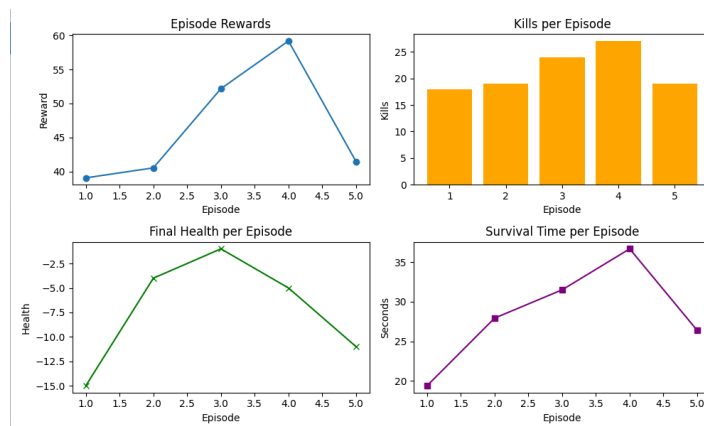 Episode Rewards
60
55
50
45
40
Reward
1.0 1.5 2.0 2.5 3.0 3.5 4.0 4.5 5.0
Episode
Kills per Episode
25
20
15
10
5
0
Kills
1 2 3 4 5
Episode
Final Health per Episode
−2.5
−5.0
−7.5
−10.0
−12.5
−15.0
Health
1.0 1.5 2.0 2.5 3.0 3.5 4.0 4.5 5.0
Episode
Survival Time per Episode
35
30
25
20
Seconds
1.0 1.5 2.0 2.5 3.0 3.5 4.0 4.5 5.0
Episode